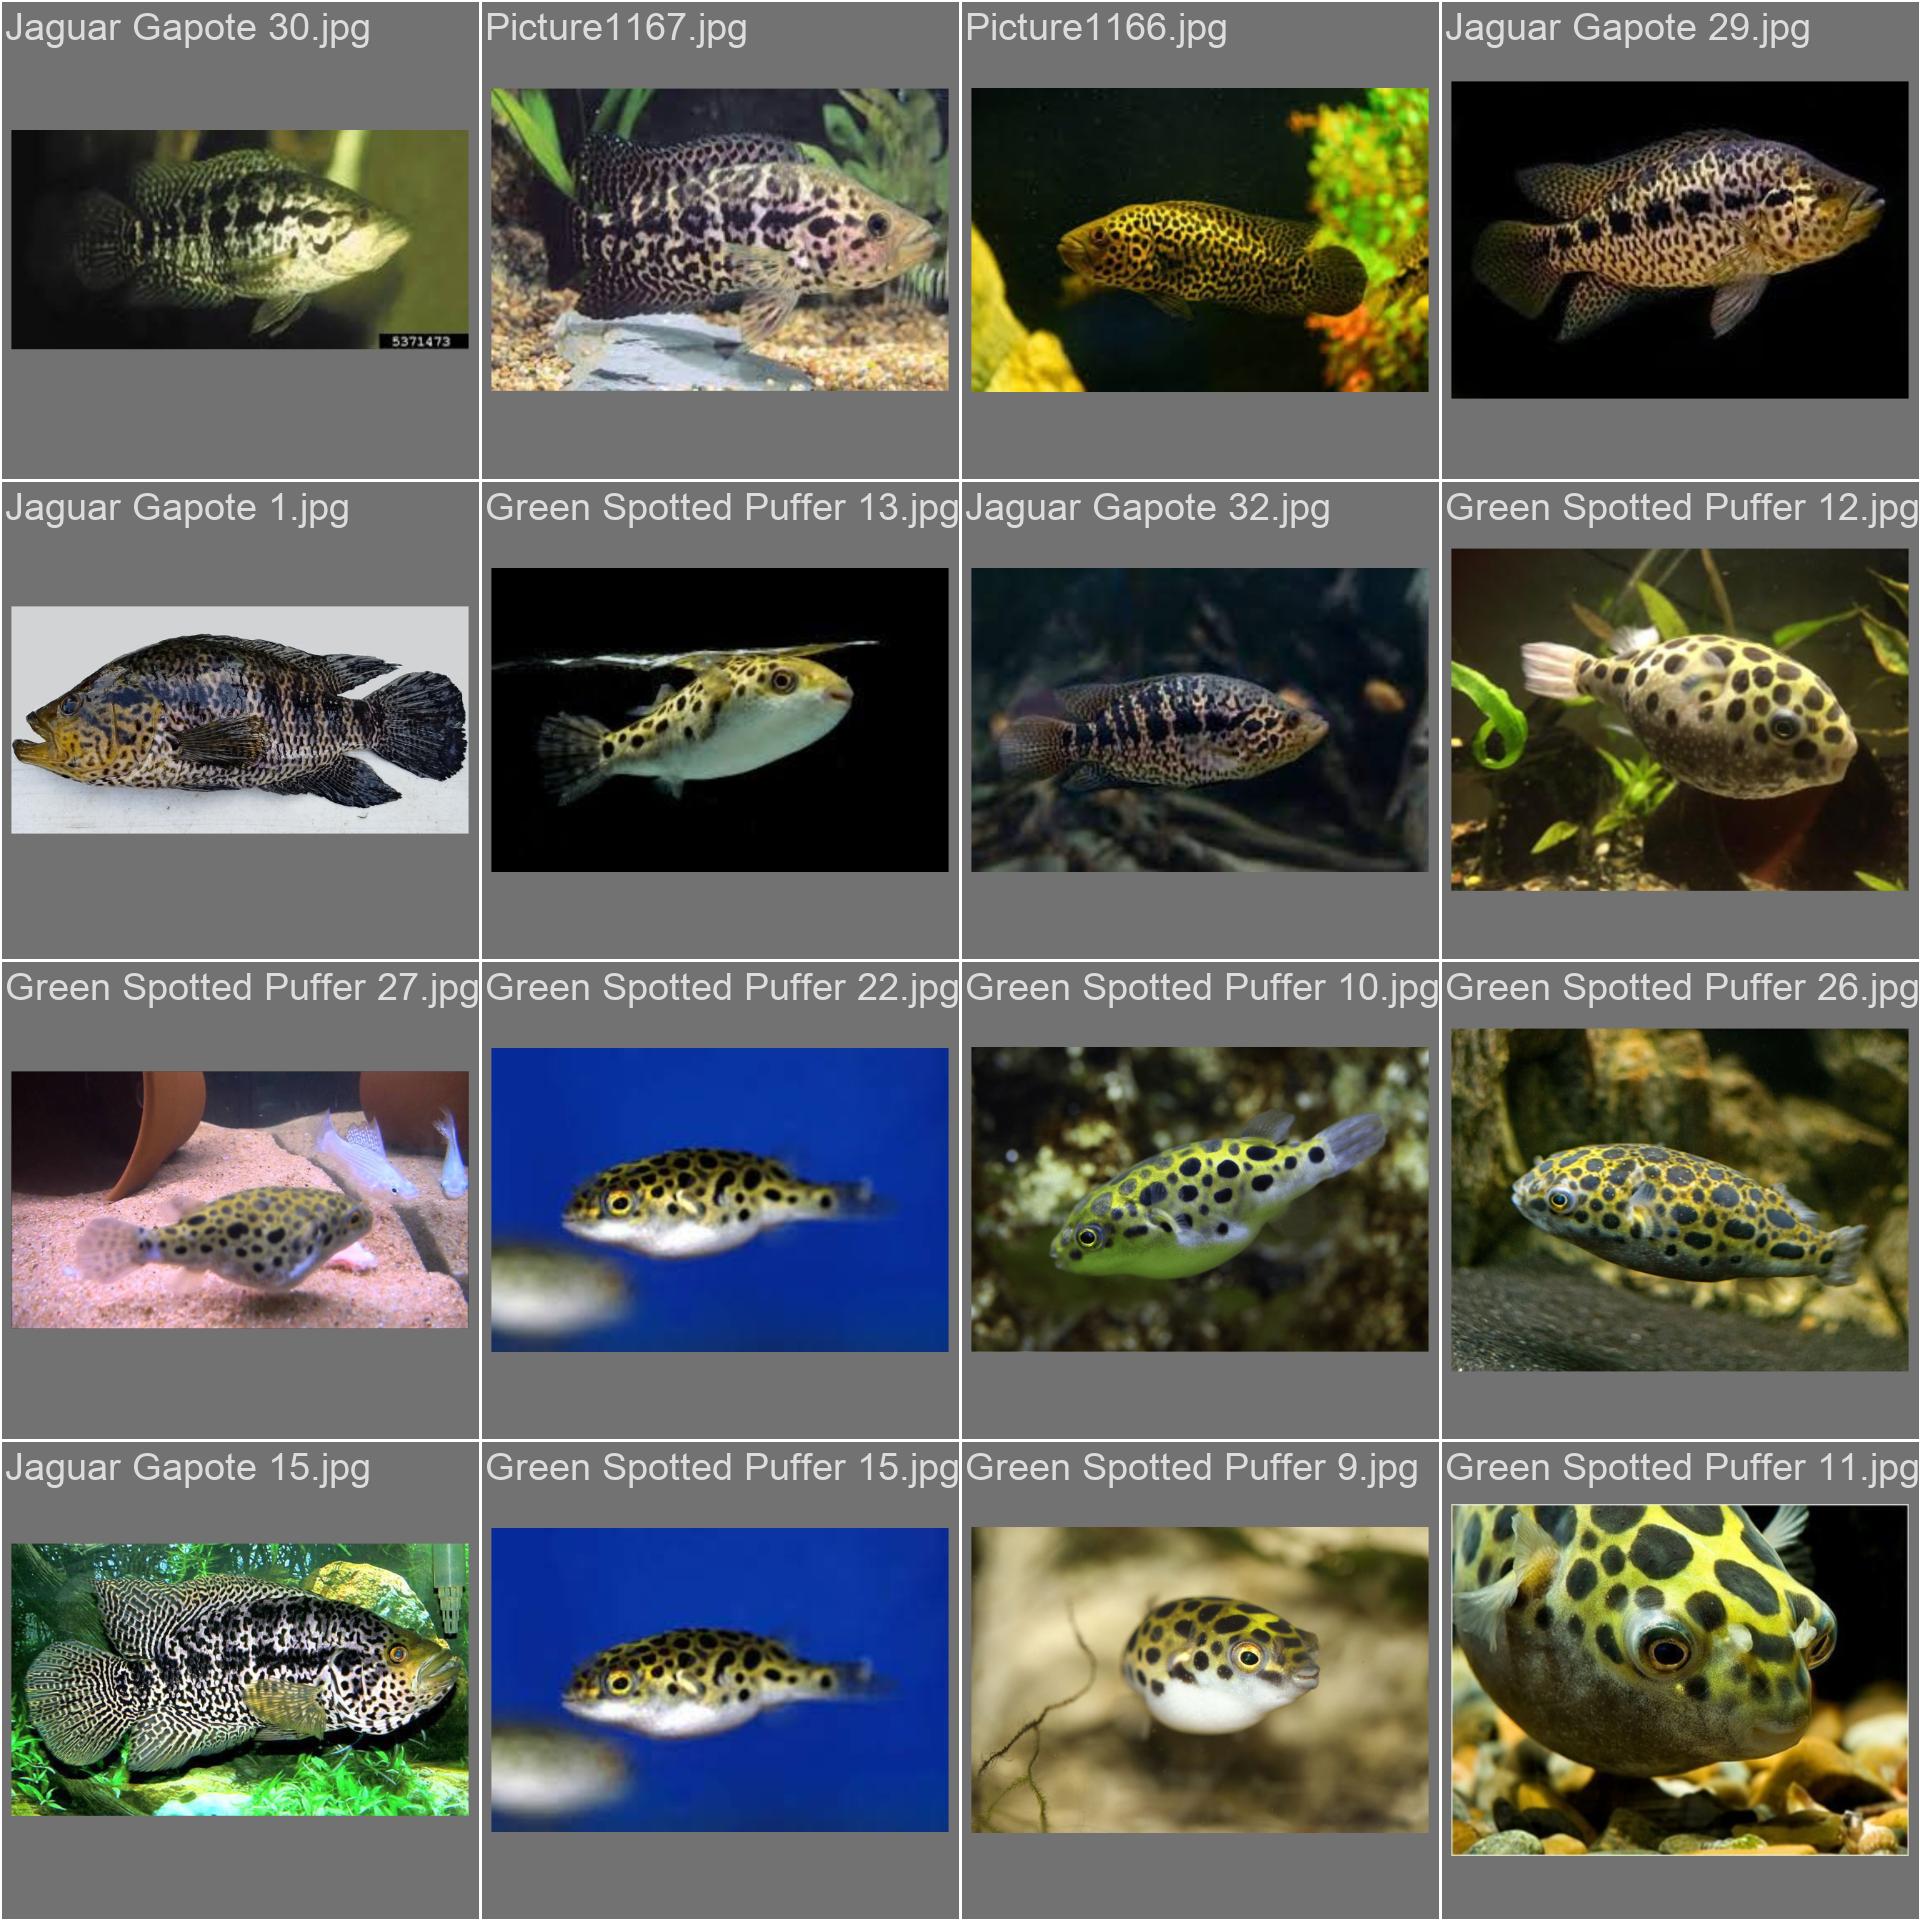 Jaguar Gapote 30.jpg
Picture1167.jpg
Picture1166.jpg
Jaguar Gapote 29.jpg
5371473
Jaguar Gapote 1.jpg
Green Spotted Puffer 13.jpg
Jaguar Gapote 32.jpg
Green Spotted Puffer 12.jpg
Green Spotted Puffer 27.jpg
Green Spotted Puffer 22.jpg
Green Spotted Puffer 10.jpg
Green Spotted Puffer 26.jpg
Jaguar Gapote 15.jpg
Green Spotted Puffer 15.jpg
Green Spotted Puffer 9.jpg
Green Spotted Puffer 11.jpg